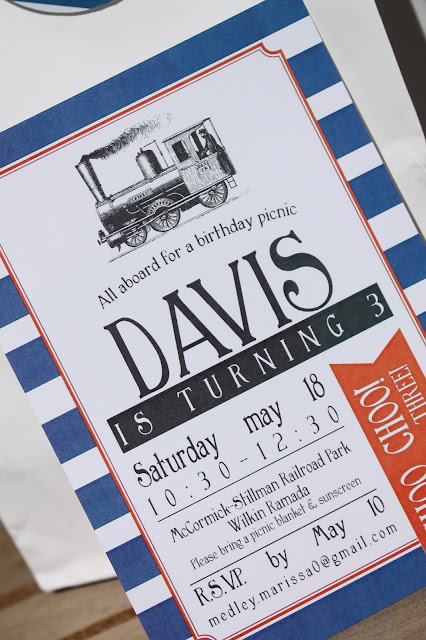 All aboard for a birthday picnic
DAVIS
IS TURNING 3
Saturday may 18
10:30-12:30
McCormick-Stillman Railroad Park
Wilkin Ramada
Please bring a picnic blanket & sunscreen
R.S.V.P. by May 10
medley.marissa0@gmail.com
CHOO CHOO!
THREE!